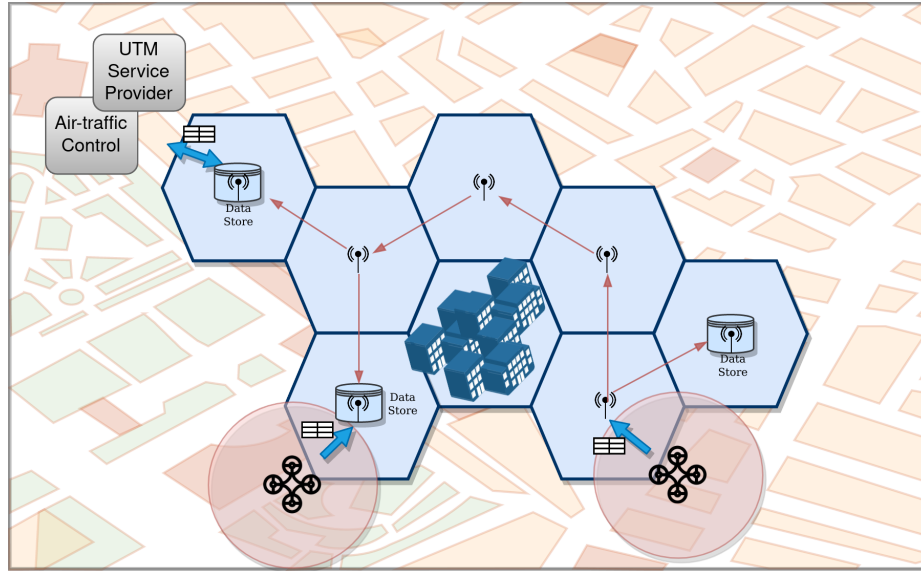 UTM
Service
Provider
Air-traffic
Control
Data
Store
Data
Store
Data
Store